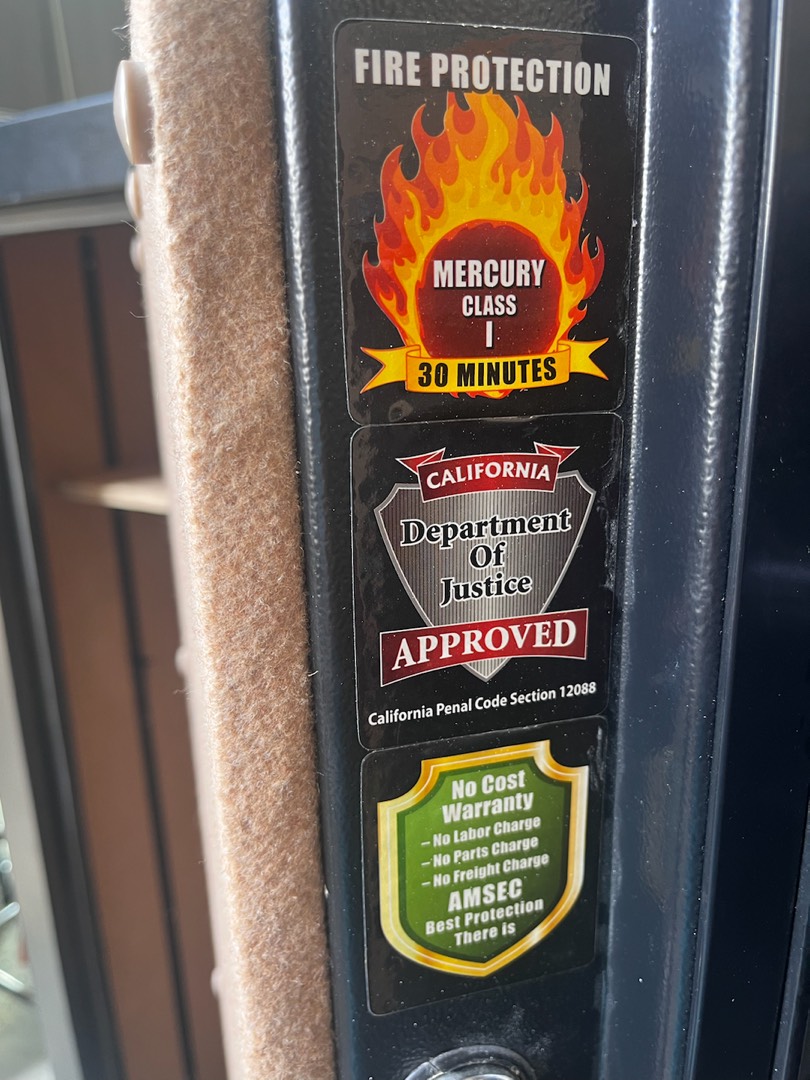 FIRE PROTECTION
MERCURY
CLASS
I
30 MINUTES
CALIFORNIA
Department
Of
Justice
APPROVED
California Penal Code Section 12088
No Cost
Warranty
– No Labor Charge
– No Parts Charge
– No Freight Charge
AMSEC
Best Protection
There is